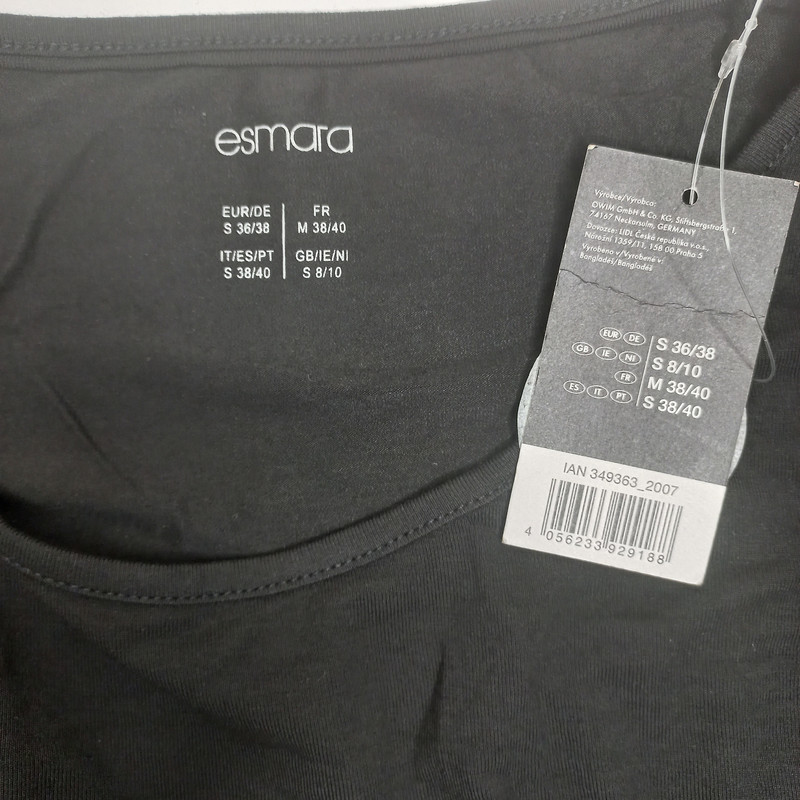 esmara
EUR/DE
S 36/38
FR
M 38/40
IT/ES/PT
S 38/40
GB/IE/NI
S 8/10
Výrobce/Výrobca:
OWIM GmbH & Co. KG, Stiftsbergstraße 1,
74167 Neckarsulm, GERMANY
Dovozce: LIDL Česká republika v.o.s.,
Nárožní 1359/11, 158 00 Praha 5
Vyrobeno v/Vyrobené v:
Bangladéš/Bangladéš
EUR DE S 36/38
GB IE NI S 8/10
FR M 38/40
ES IT PT S 38/40
IAN 349363_2007
4 056233 929188